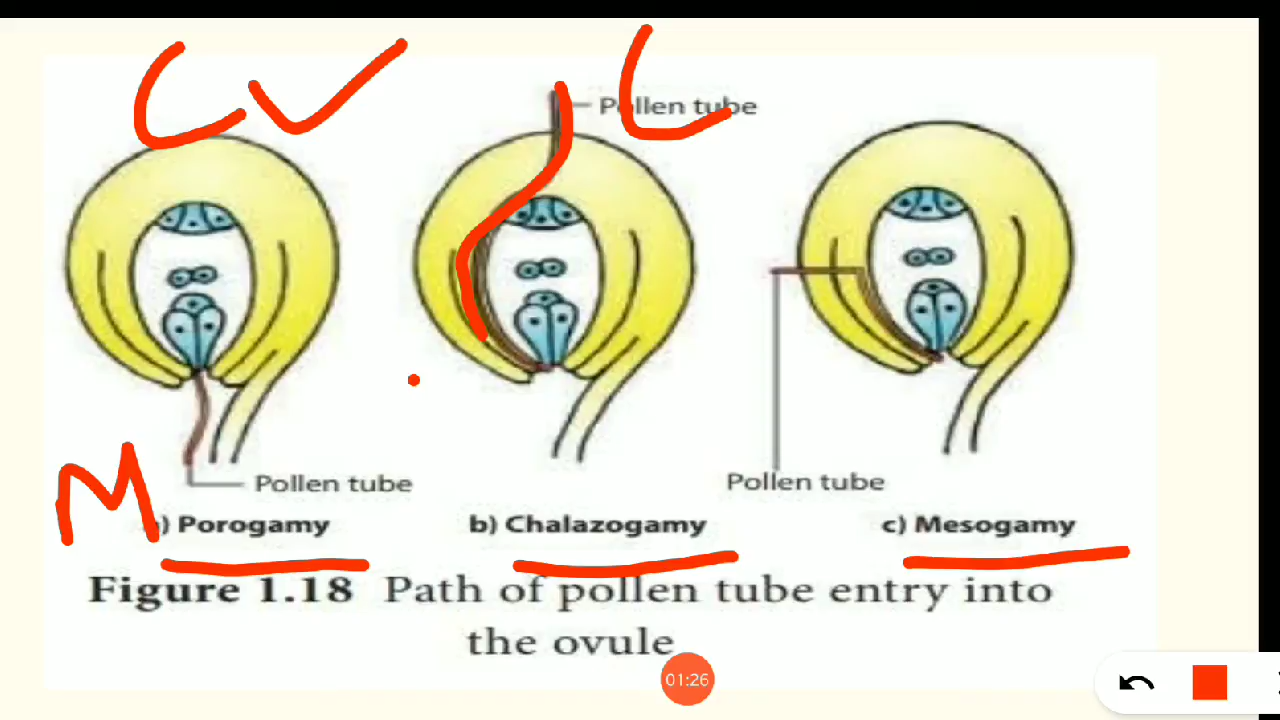 C ✓ C
Pollen tube
M
Pollen tube
Pollen tube
a) Porogamy b) Chalazogamy c) Mesogamy
Figure 1.18 Path of pollen tube entry into
the ovule
01:26